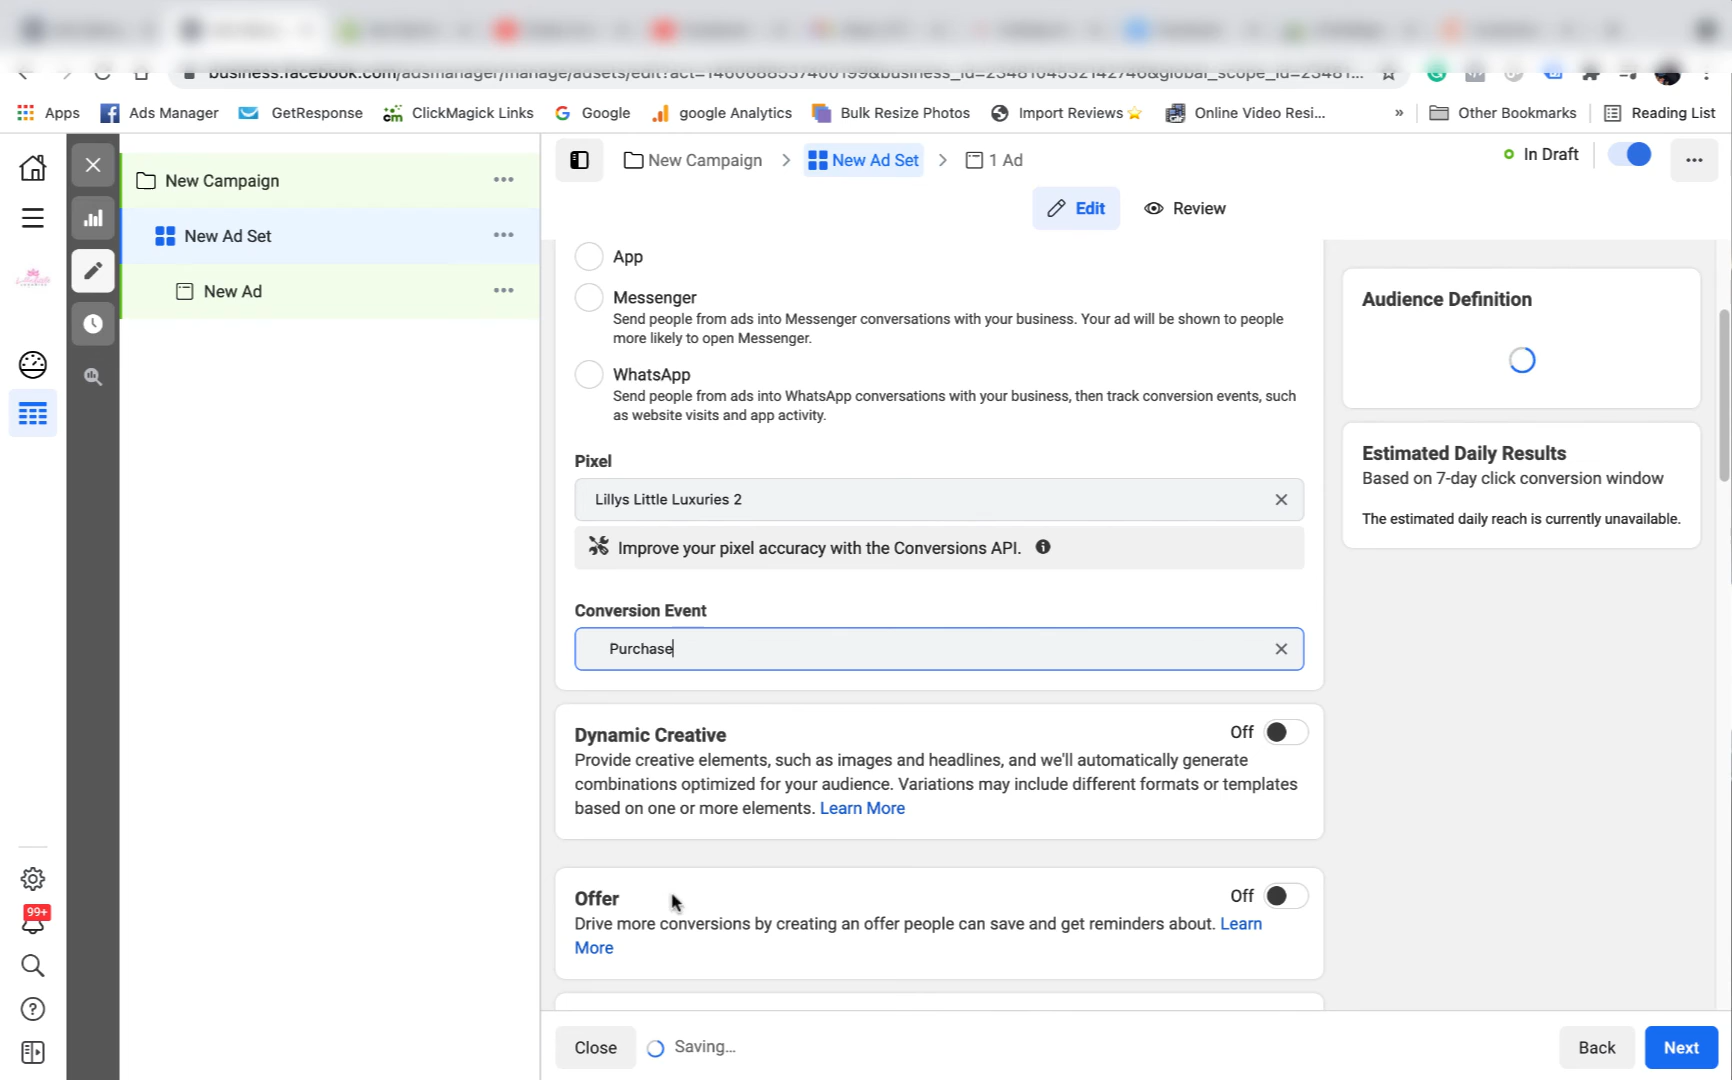 Apps
Ads Manager
GetResponse
ClickMagick Links
Google
google Analytics
Bulk Resize Photos
Import Reviews⭐
Online Video Resi...
»
Other Bookmarks
Reading List
New Campaign
New Ad Set
New Ad
New Campaign > New Ad Set > 1 Ad
In Draft
Edit
Review
App
Messenger
Send people from ads into Messenger conversations with your business. Your ad will be shown to people
more likely to open Messenger.
WhatsApp
Send people from ads into WhatsApp conversations with your business, then track conversion events, such
as website visits and app activity.
Pixel
Lillys Little Luxuries 2
Improve your pixel accuracy with the Conversions API.
Conversion Event
Purchase
Dynamic Creative
Off
Provide creative elements, such as images and headlines, and we'll automatically generate
combinations optimized for your audience. Variations may include different formats or templates
based on one or more elements. Learn More
Offer
Off
Drive more conversions by creating an offer people can save and get reminders about. Learn
More
Audience Definition
Estimated Daily Results
Based on 7-day click conversion window
The estimated daily reach is currently unavailable.
99+
Close
Saving...
Back
Next